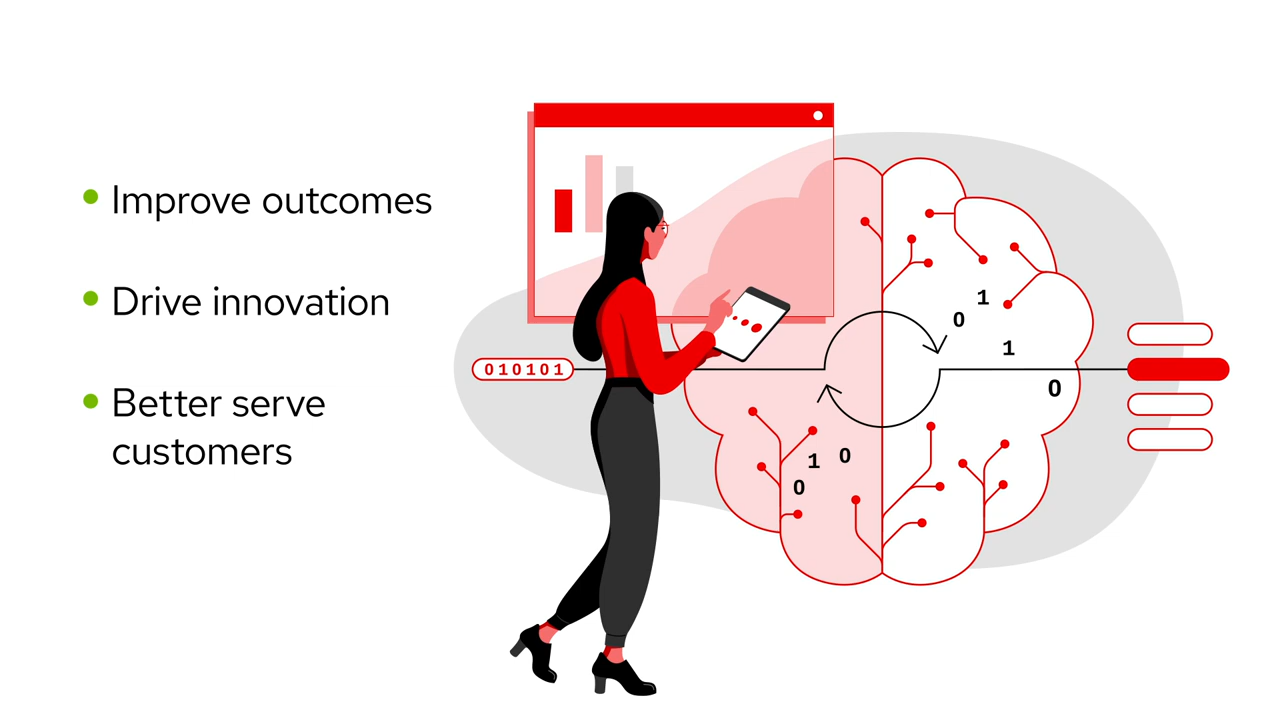 Improve outcomes
Drive innovation
Better serve
customers
010101
1
0
1
0
1
0
0